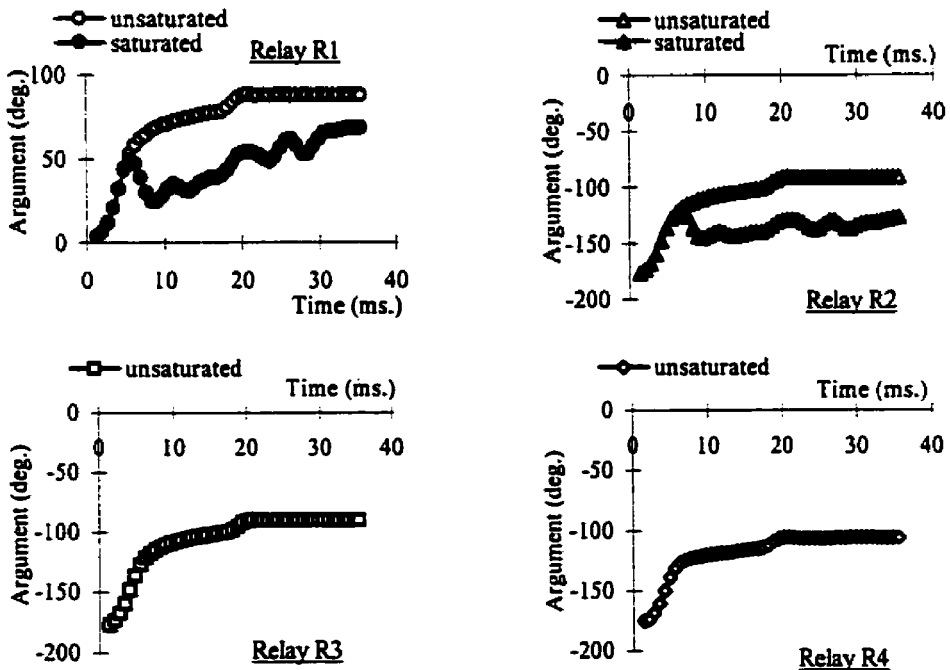 unsaturated
saturated
Relay R1
Argument (deg.)
100
50
0
0 10 20 30 40
Time (ms.)
unsaturated
saturated
Time (ms.)
Argument (deg.)
0
0 10 20 30 40
-50
-100
-150
-200
Relay R2
unsaturated
Time (ms.)
Argument (deg.)
0
0 10 20 30 40
-50
-100
-150
-200
Relay R3
unsaturated
Time (ms.)
Argument (deg.)
0
0 10 20 30 40
-50
-100
-150
-200
Relay R4